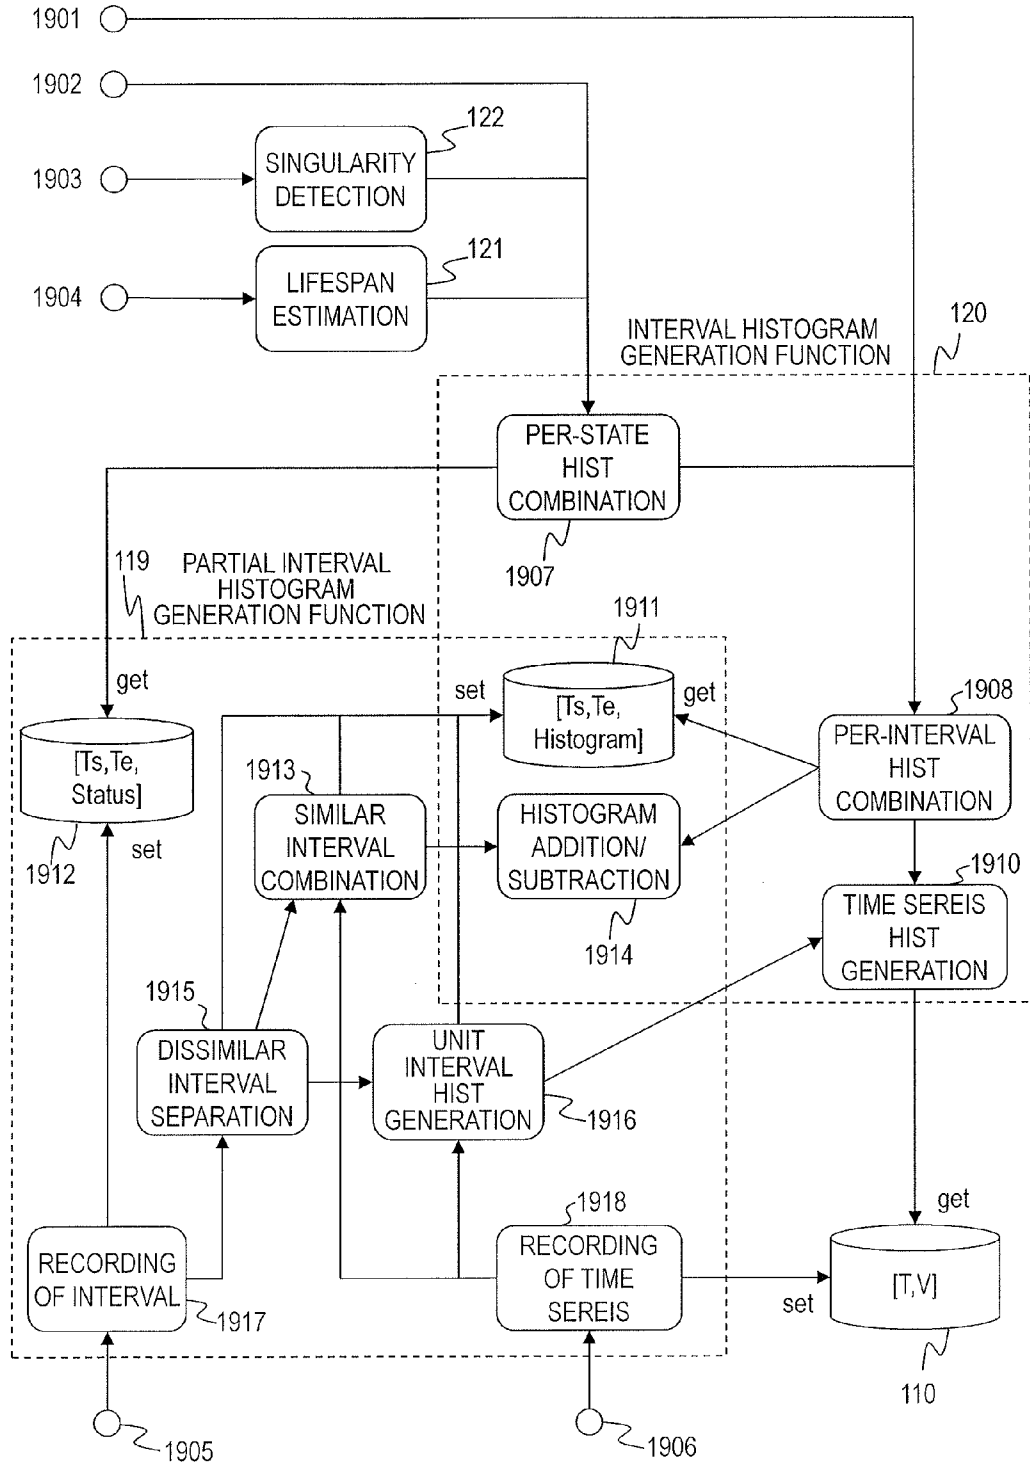 1901
1902
122
SINGULARITY
DETECTION
1903
121
LIFESPAN
ESTIMATION
1904
INTERVAL HISTOGRAM
GENERATION FUNCTION
120
PER-STATE
HIST
COMBINATION
1907
119
PARTIAL INTERVAL
HISTOGRAM
GENERATION FUNCTION
1911
get
set
[Ts,Te,
Histogram]
get
1908
[Ts,Te,
Status]
PER-INTERVAL
HIST
COMBINATION
1913
SIMILAR
INTERVAL
COMBINATION
HISTOGRAM
ADDITION/
SUBTRACTION
set
1912
1910
TIME SEREIS
HIST
GENERATION
1914
1915
DISSIMILAR
INTERVAL
SEPARATION
UNIT
INTERVAL
HIST
GENERATION
1916
1918
get
RECORDING
OF INTERVAL
1917
RECORDING
OF TIME
SEREIS
set
[T,V]
110
1905
1906